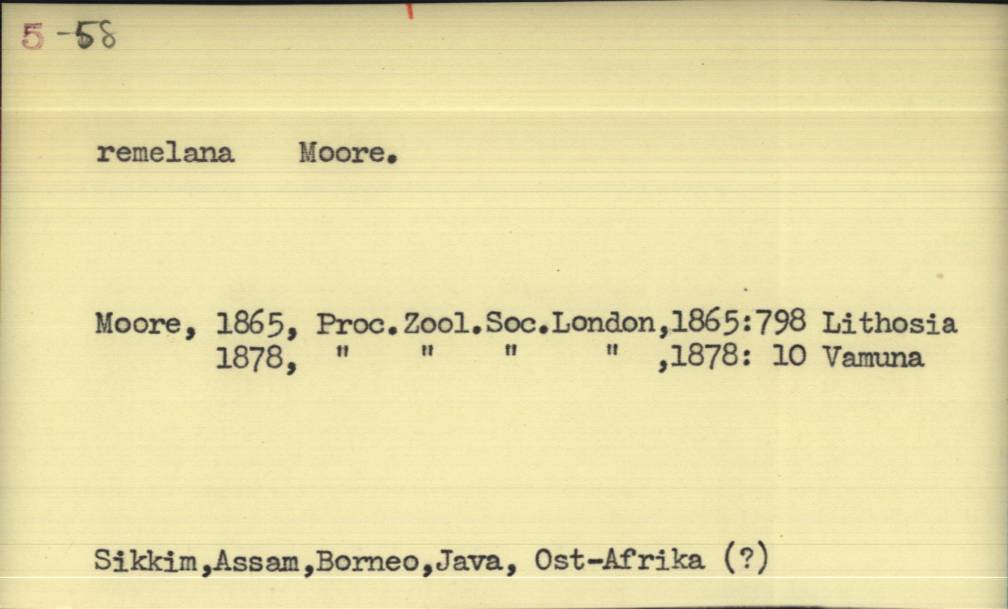 5-58
remelana Moore.
Moore, 1865, Proc.Zool.Soc.London,1865:798 Lithosia
1878, " " " " ,1878: 10 Vamuna
Sikkim,Assam,Borneo,Java, Ost-Afrika (?)